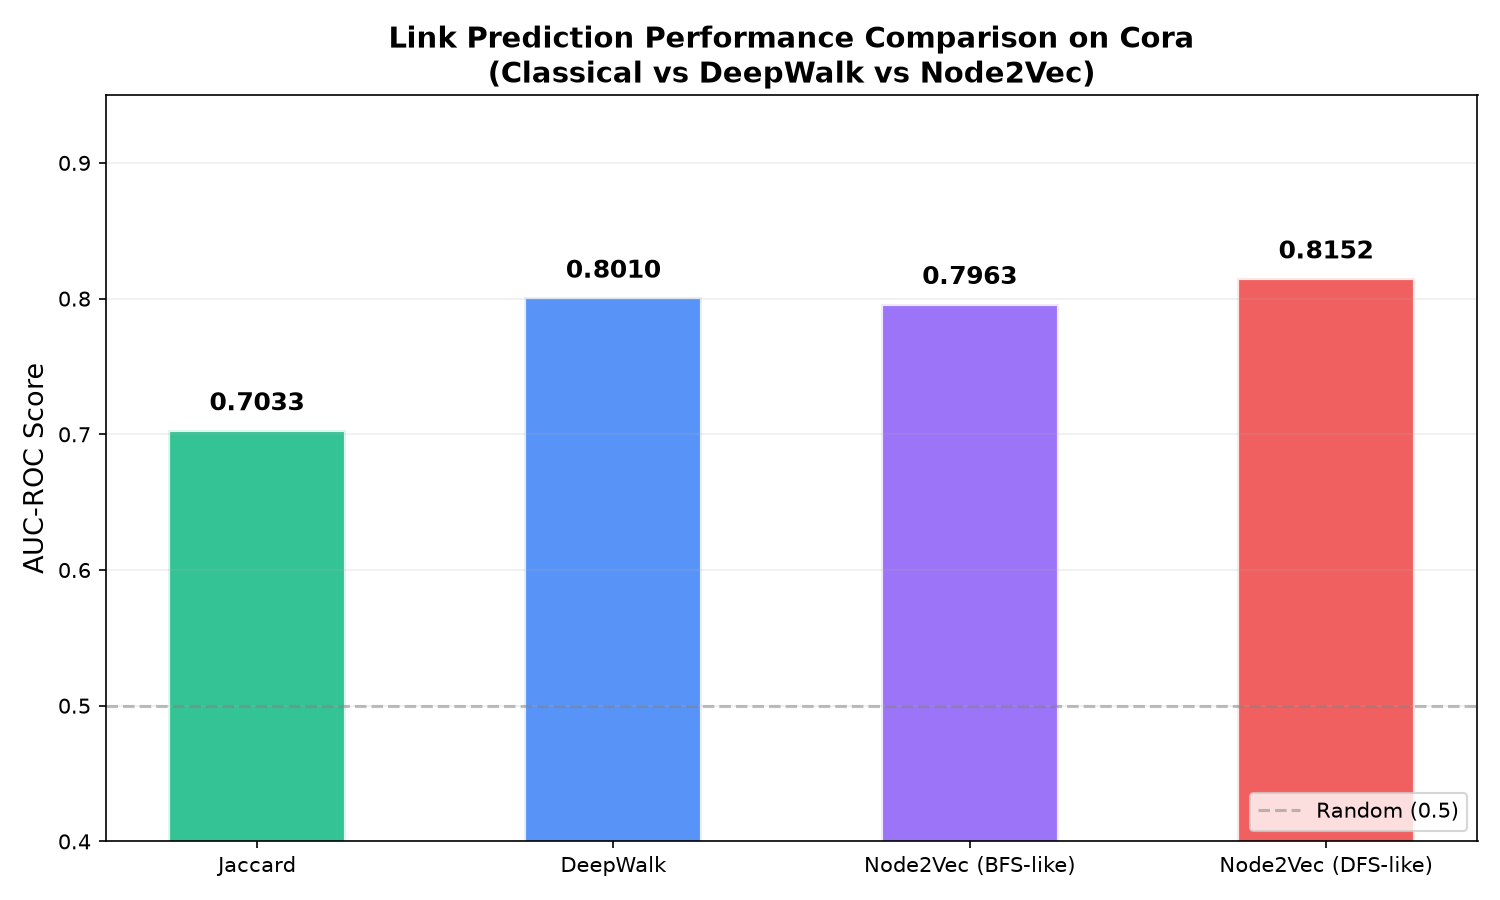 Link Prediction Performance Comparison on Cora
(Classical vs DeepWalk vs Node2Vec)
AUC-ROC Score
0.9
0.8
0.7
0.6
0.5
0.4
0.7033
0.8010
0.7963
0.8152
Random (0.5)
Jaccard
DeepWalk
Node2Vec (BFS-like)
Node2Vec (DFS-like)